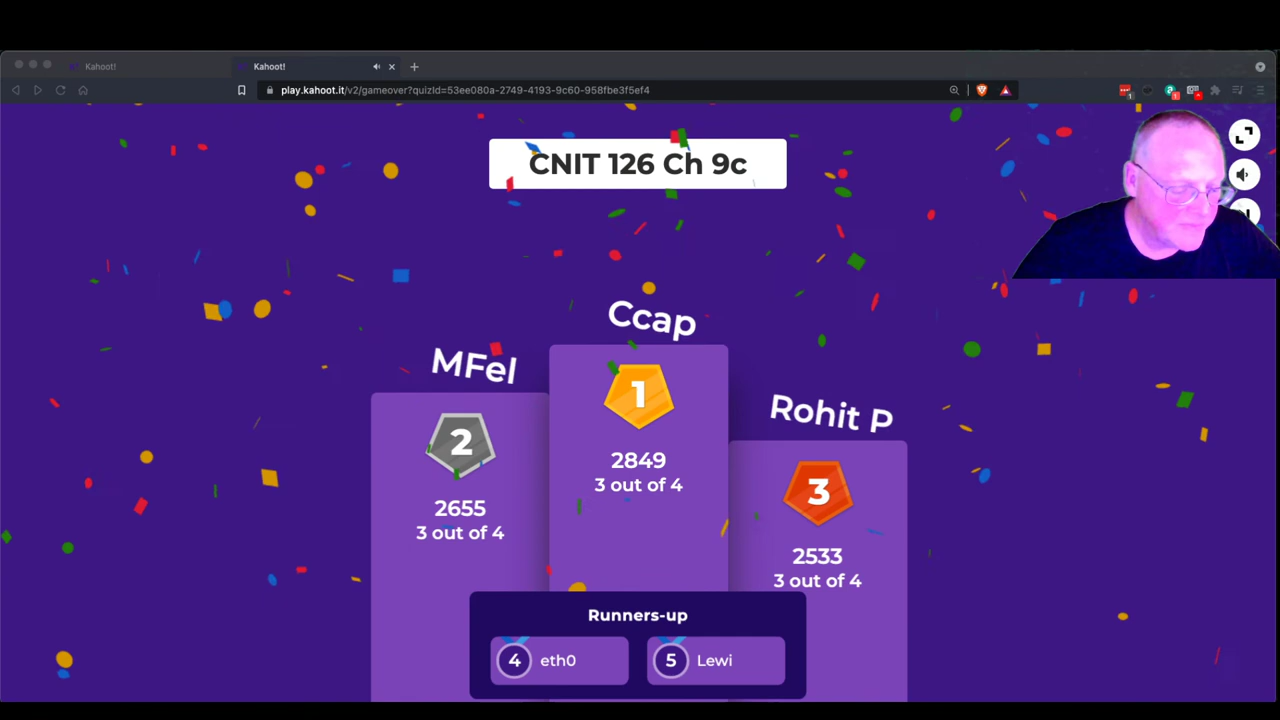 Kahoot!
Kahoot!
play.kahoot.it/v2/gameover?quizId=53ee080a-2749-4193-9c60-958fbe3f5ef4
CNIT 126 Ch 9c
Ccap
MFel
Rohit P
1
2849
3 out of 4
2
2655
3 out of 4
3
2533
3 out of 4
Runners-up
4 eth0
5 Lewi